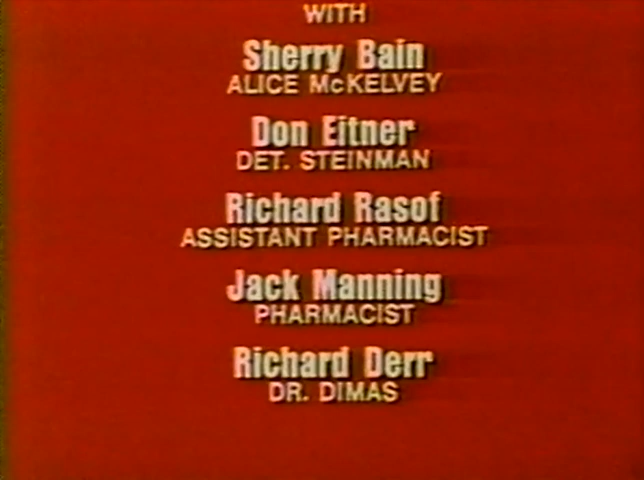 WITH
Sherry Bain
ALICE McKELVEY
Don Eitner
DET. STEINMAN
Richard Rasof
ASSISTANT PHARMACIST
Jack Manning
PHARMACIST
Richard Derr
DR. DIMAS